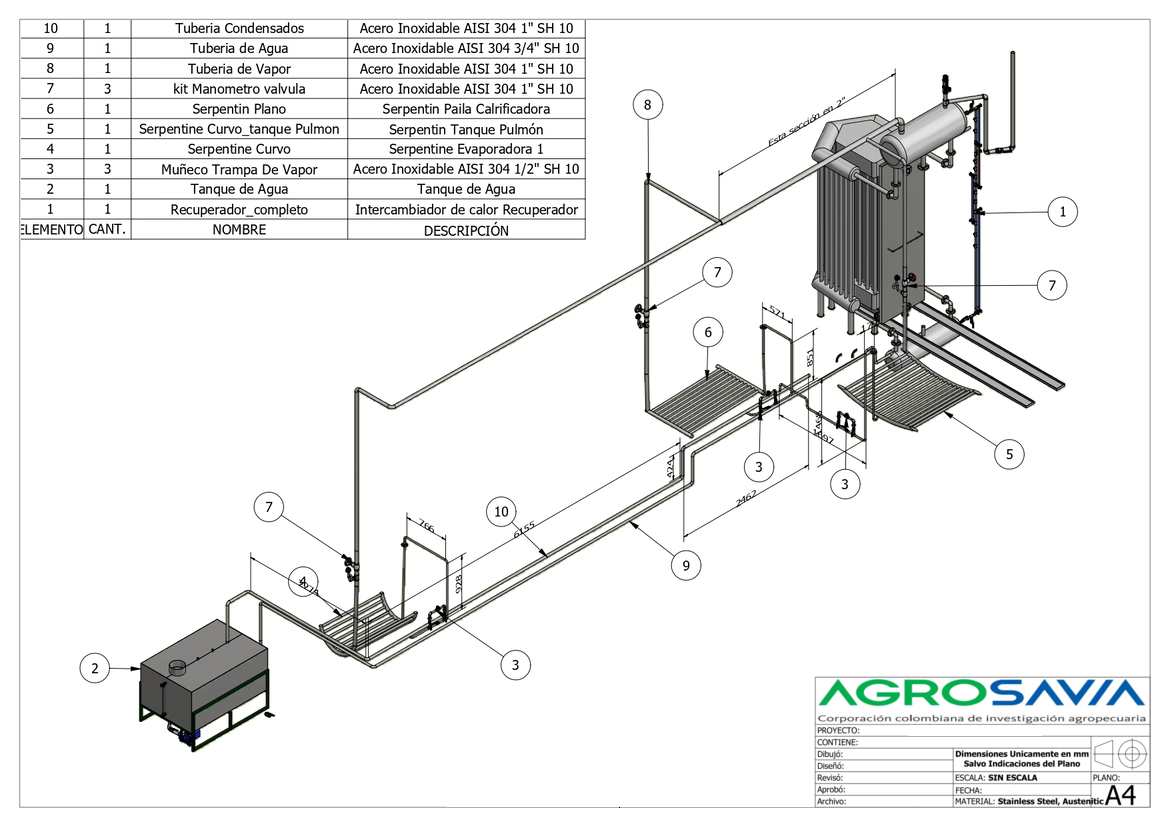 10 1 Tuberia Condensados Acero Inoxidable AISI 304 1" SH 10
9 1 Tuberia de Agua Acero Inoxidable AISI 304 3/4" SH 10
8 1 Tuberia de Vapor Acero Inoxidable AISI 304 1" SH 10
7 3 kit Manometro valvula Acero Inoxidable AISI 304 1" SH 10
6 1 Serpentin Plano Serpentin Paila Calrificadora
5 1 Serpentine Curvo_tanque Pulmon Serpentin Tanque Pulmón
4 1 Serpentine Curvo Serpentine Evaporadora 1
3 3 Muñeco Trampa De Vapor Acero Inoxidable AISI 304 1/2" SH 10
2 1 Tanque de Agua Tanque de Agua
1 1 Recuperador_completo Intercambiador de calor Recuperador
ELEMENTO CANT. NOMBRE DESCRIPCIÓN
8
Esta sección en 2"
1
7
7
571
6
851
1697
5
3
3
424
2462
7
10
6155
766
9
4
928
3
2
AGROSAVIA
Corporación colombiana de investigación agropecuaria
PROYECTO:
CONTIENE:
Dibujó:
Dimensiones Unicamente en mm
Diseñó:
Salvo Indicaciones del Plano
Revisó:
ESCALA: SIN ESCALA
PLANO:
Aprobó:
FECHA:
A4
Archivo:
MATERIAL: Stainless Steel, Austenitic